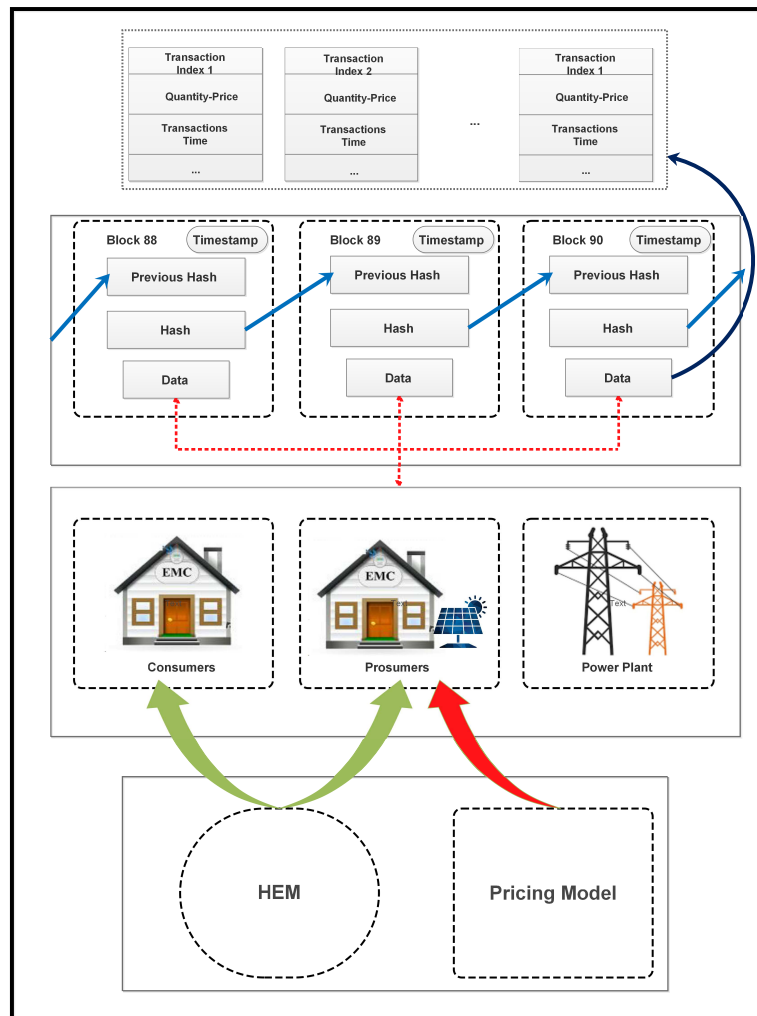 Transaction
Index 1
Quantity-Price
Transactions
Time
...
Transaction
Index 2
Quantity-Price
Transactions
Time
...
...
Transaction
Index 1
Quantity-Price
Transactions
Time
...
Block 88
Timestamp
Previous Hash
Hash
Data
Block 89
Timestamp
Previous Hash
Hash
Data
Block 90
Timestamp
Previous Hash
Hash
Data
EMC
Consumers
EMC
Text
Prosumers
Text
Power Plant
HEM
Pricing Model